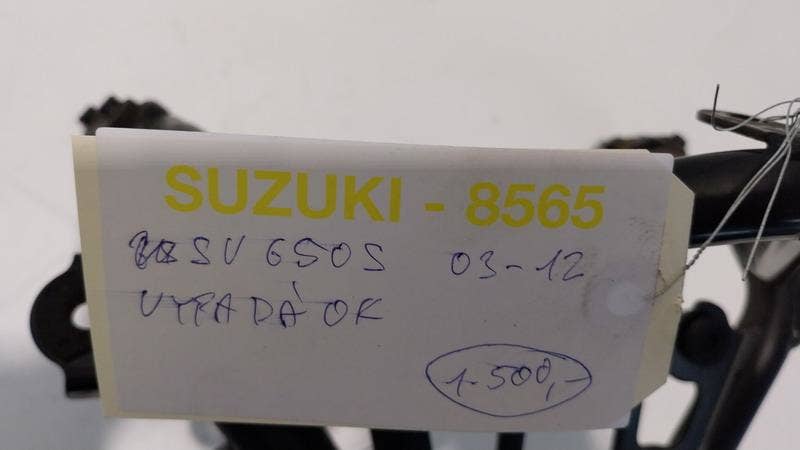 SUZUKI - 8565
SV 650S 03-12
VYPADÁ OK
1.500,-